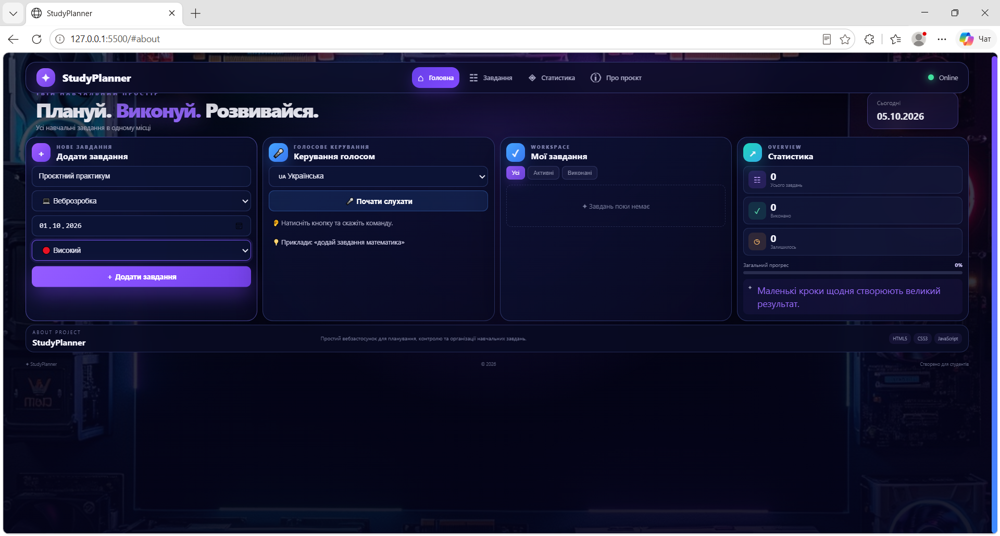 StudyPlanner
127.0.0.1:5500/#about
Чат
StudyPlanner
Головна
Завдання
Статистика
Про проєкт
Online
ТВІЙ НАВЧАЛЬНИЙ ПРОСТІР
Плануй. Виконуй. Розвивайся.
Усі навчальні завдання в одному місці
Сьогодні
05.10.2026
НОВЕ ЗАВДАННЯ
Додати завдання
Проєктний практикум
Веброзробка
01.10.2026
Високий
+ Додати завдання
ГОЛОСОВЕ КЕРУВАННЯ
Керування голосом
UA Українська
Почати слухати
Натисніть кнопку та скажіть команду.
Приклади: «додай завдання математика»
WORKSPACE
Мої завдання
Усі
Активні
Виконані
Завдань поки немає
OVERVIEW
Статистика
0
Усього завдань
0
Виконано
0
Залишилось
Загальний прогрес
0%
Маленькі кроки щодня створюють великий
результат.
ABOUT PROJECT
StudyPlanner
Простий вебзастосунок для планування, контролю та організації навчальних завдань.
HTML5
CSS3
JavaScript
StudyPlanner
© 2026
Створено для студентів